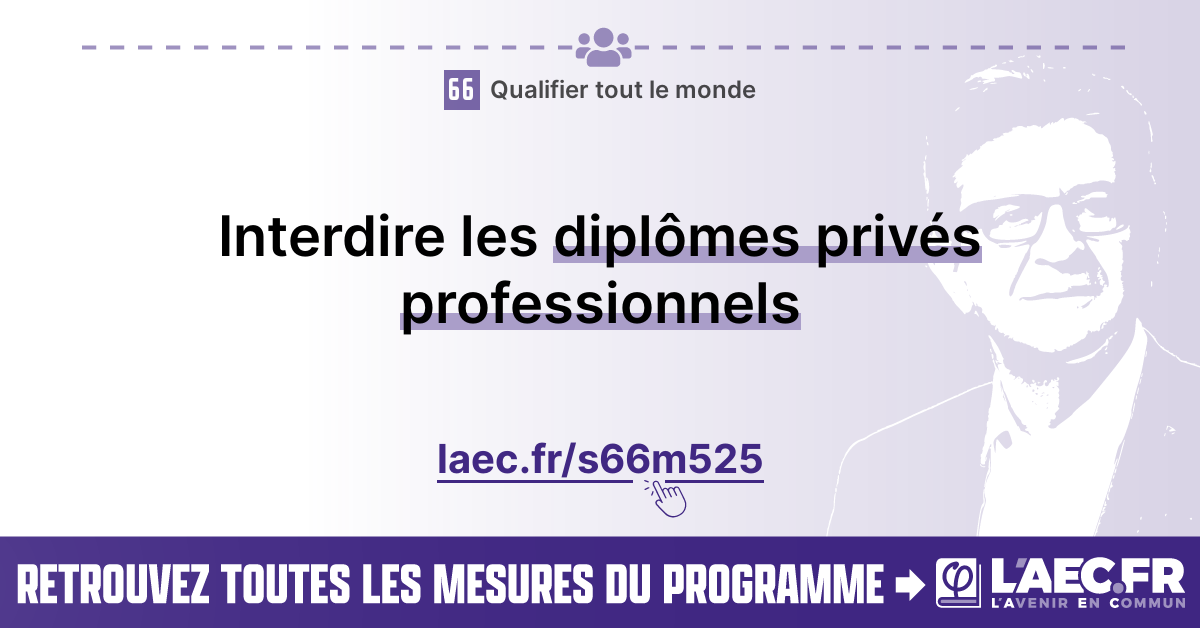 66 Qualifier tout le monde
Interdire les diplômes privés
professionnels
laec.fr/s66m525
RETROUVEZ TOUTES LES MESURES DU PROGRAMME
L'AEC.FR
L'AVENIR EN COMMUN